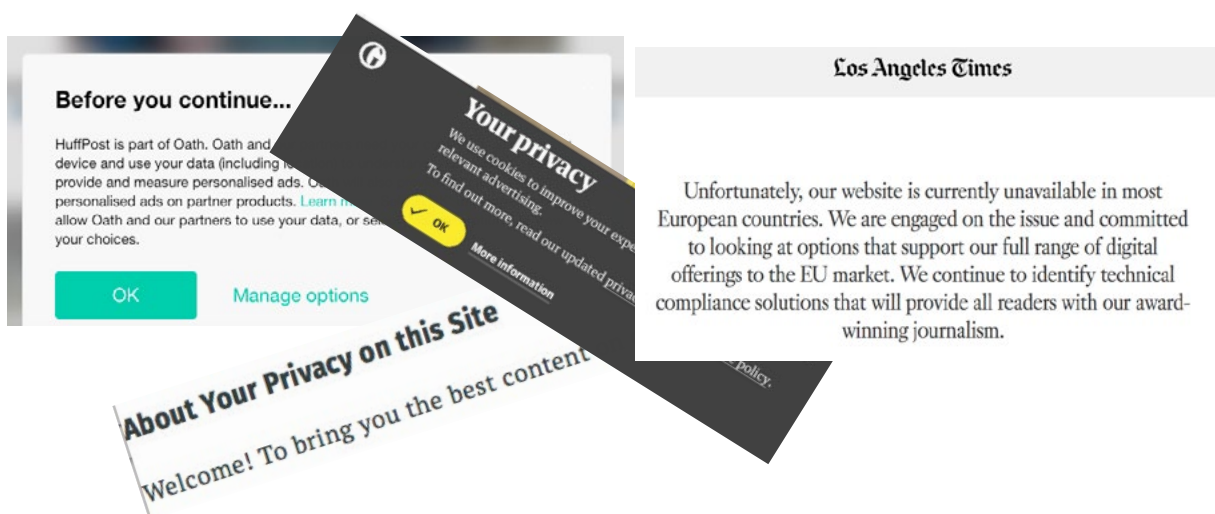 Before you continue...
HuffPost is part of Oath. Oath and
device and use your data (including
provide and measure personalised ads.
personalised ads on partner products. Learn
allow Oath and our partners to use your data, or
your choices.
OK
Manage options
Your privacy
We use cookies to improve your
relevant advertising.
To find out more, read our updated
policy.
OK
More information
Los Angeles Times
Unfortunately, our website is currently unavailable in most
European countries. We are engaged on the issue and committed
to looking at options that support our full range of digital
offerings to the EU market. We continue to identify technical
compliance solutions that will provide all readers with our award-
winning journalism.
About Your Privacy on this Site
Welcome! To bring you the best content